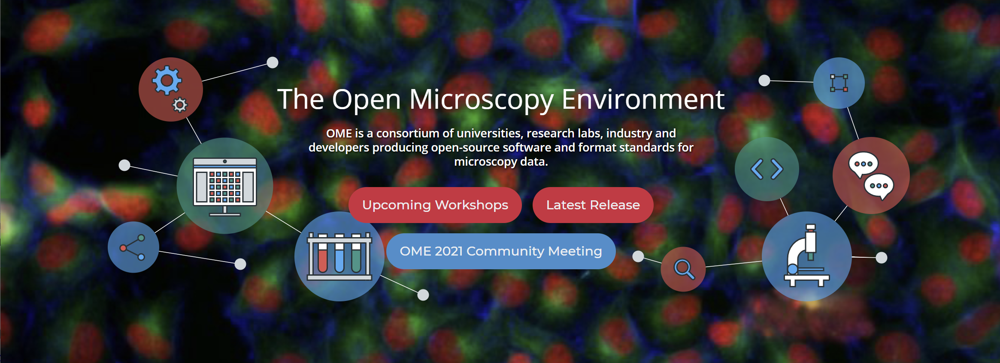 The Open Microscopy Environment
OME is a consortium of universities, research labs, industry and
developers producing open-source software and format standards for
microscopy data.
Upcoming Workshops
Latest Release
OME 2021 Community Meeting